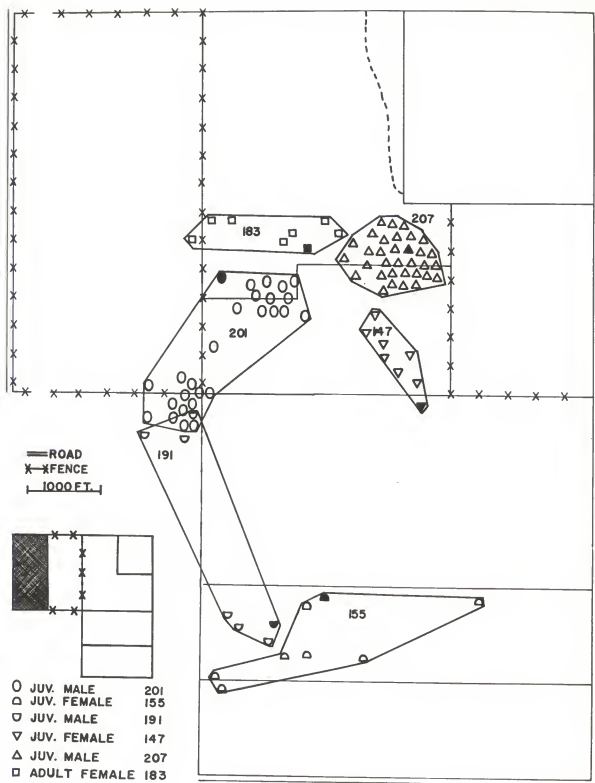 183
207
201
147
191
ROAD
FENCE
1000 FT.
155
JUV. MALE 201
JUV. FEMALE 155
JUV. MALE 191
JUV. FEMALE 147
JUV. MALE 207
ADULT FEMALE 183